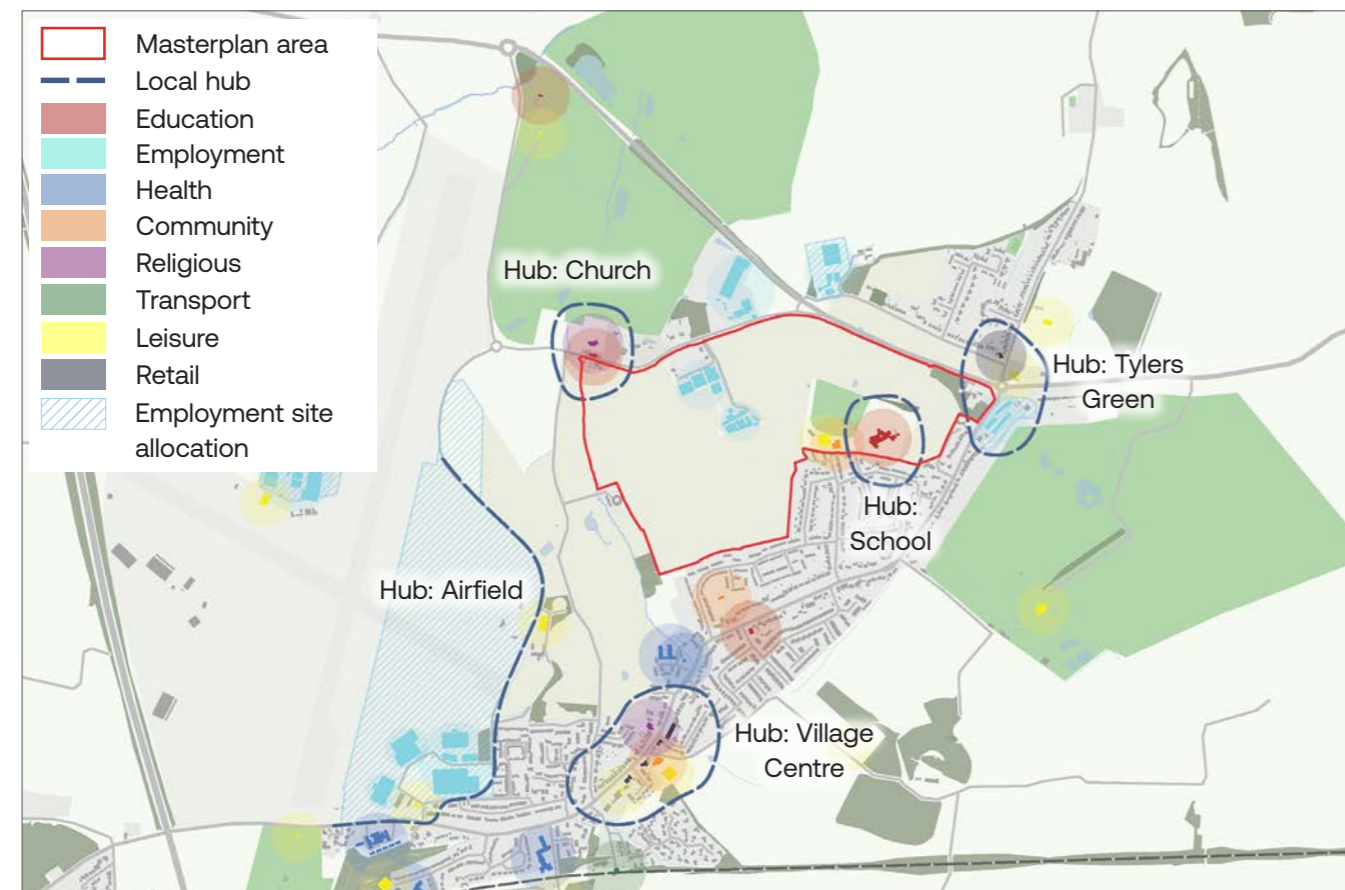 Masterplan area
Local hub
Education
Employment
Health
Community
Religious
Transport
Leisure
Retail
Employment site
allocation
Hub: Church
Hub: Tylers
Green
Hub:
School
Hub: Airfield
Hub: Village
Centre